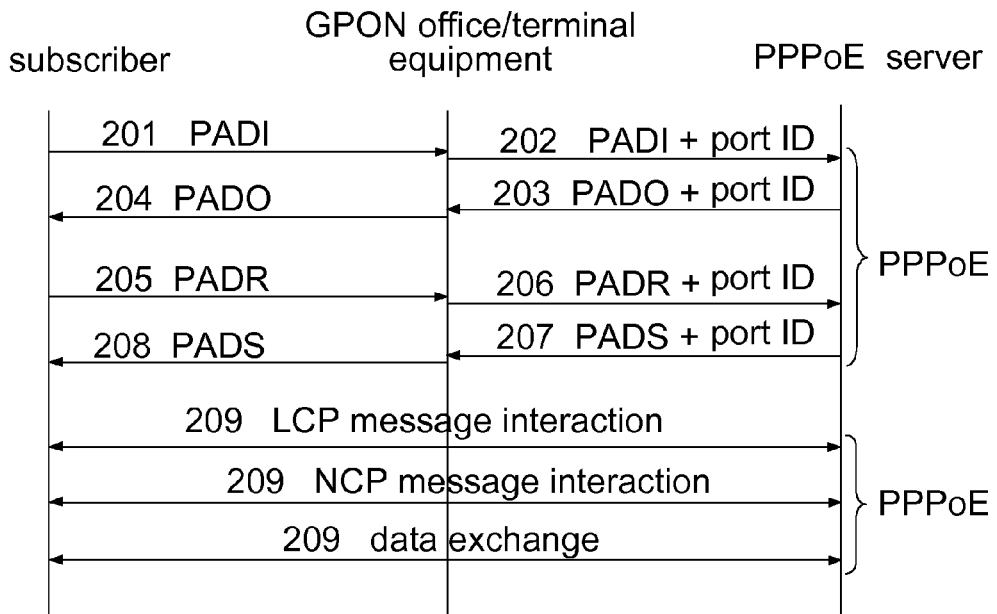 GPON office/terminal
subscriber equipment PPPoE server
201 PADI
202 PADI + port ID
203 PADO + port ID
204 PADO
PPPoE
205 PADR
206 PADR + port ID
207 PADS + port ID
208 PADS
209 LCP message interaction
209 NCP message interaction
PPPoE
209 data exchange